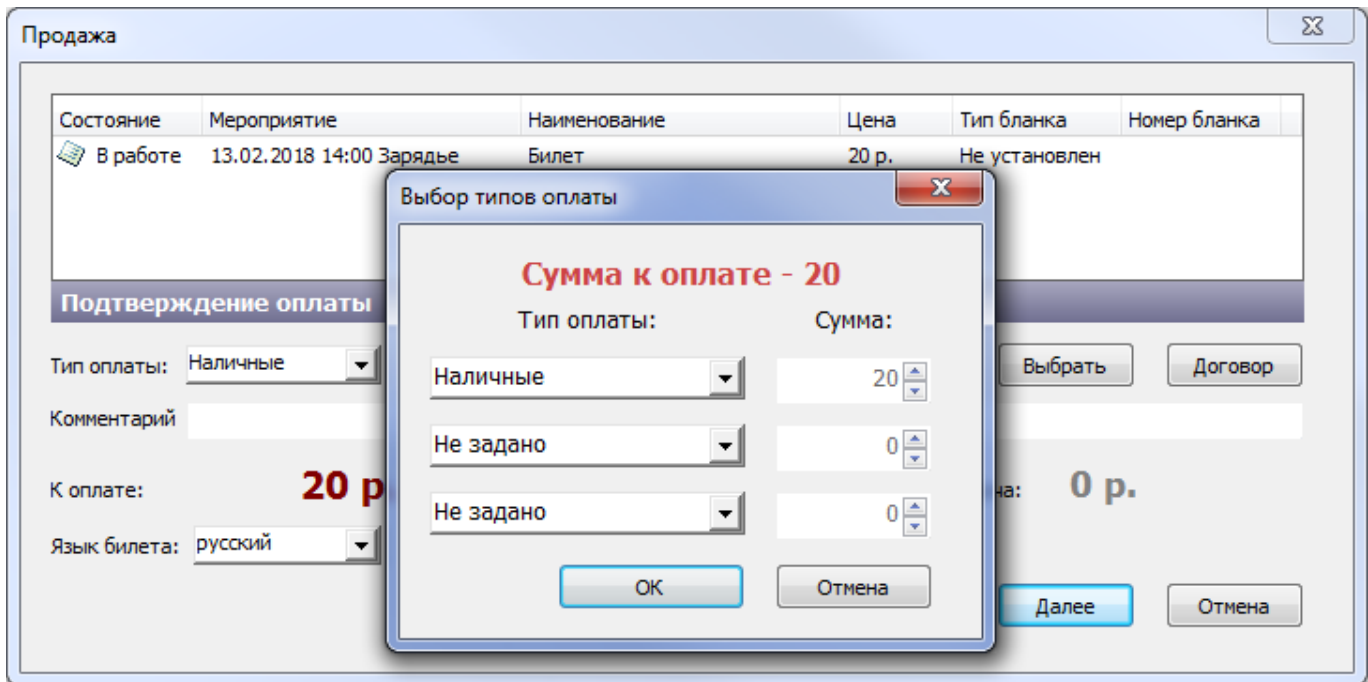 Продажа
Состояние Мероприятие Наименование Цена Тип бланка Номер бланка
В работе 13.02.2018 14:00 Зарядье Билет 20 р. Не установлен
Выбор типов оплаты
Сумма к оплате - 20
Подтверждение оплаты
Тип оплаты: Сумма:
Тип оплаты: Наличные Выбрать Договор
Наличные 20
Комментарий
Не задано 0
К оплате: 20 р на: 0 р.
Не задано 0
Язык билета: русский
OK Отмена
Далее Отмена